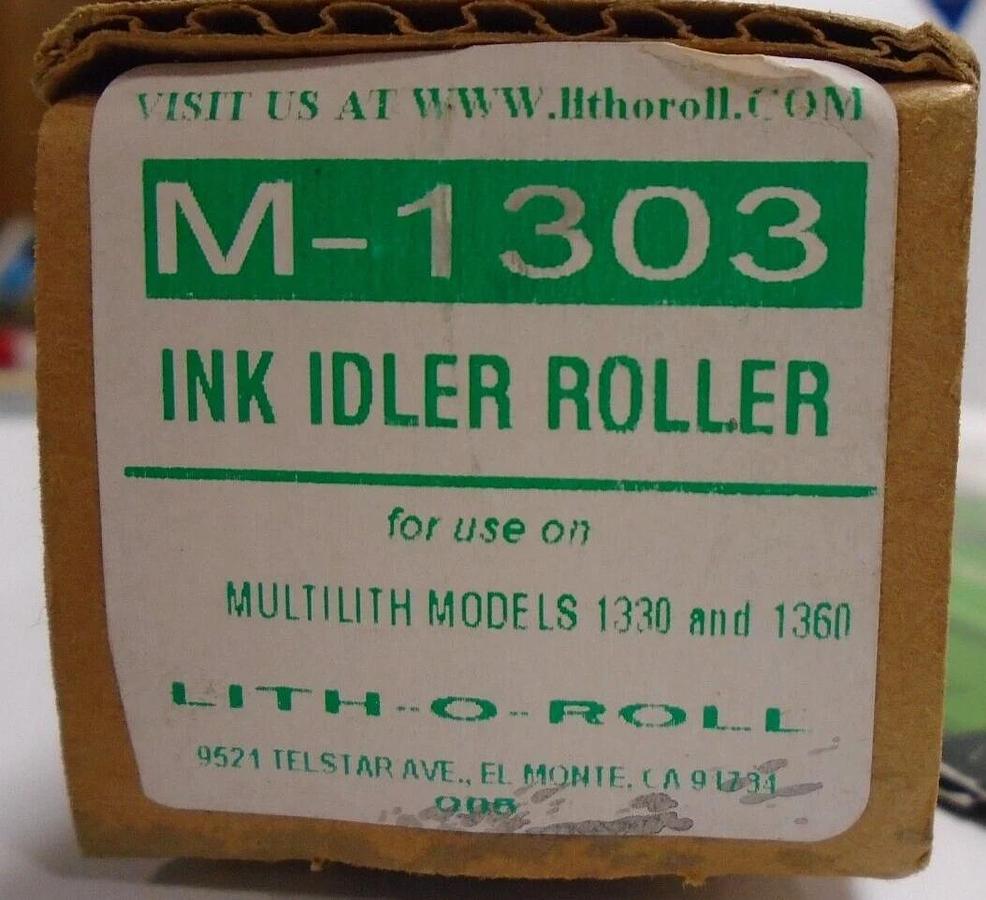 VISIT US AT WWW.lithoroll.COM
M-1303
INK IDLER ROLLER
for use on
MULTILITH MODELS 1330 and 1360
LITH-O-ROLL
9521 TELSTAR AVE., EL MONTE. CA